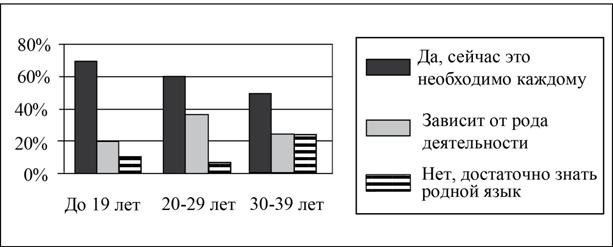 80%
60%
40%
20%
0%
До 19 лет
20-29 лет
30-39 лет
Да, сейчас это
необходимо каждому
Зависит от рода
деятельности
Нет, достаточно знать
родной язык